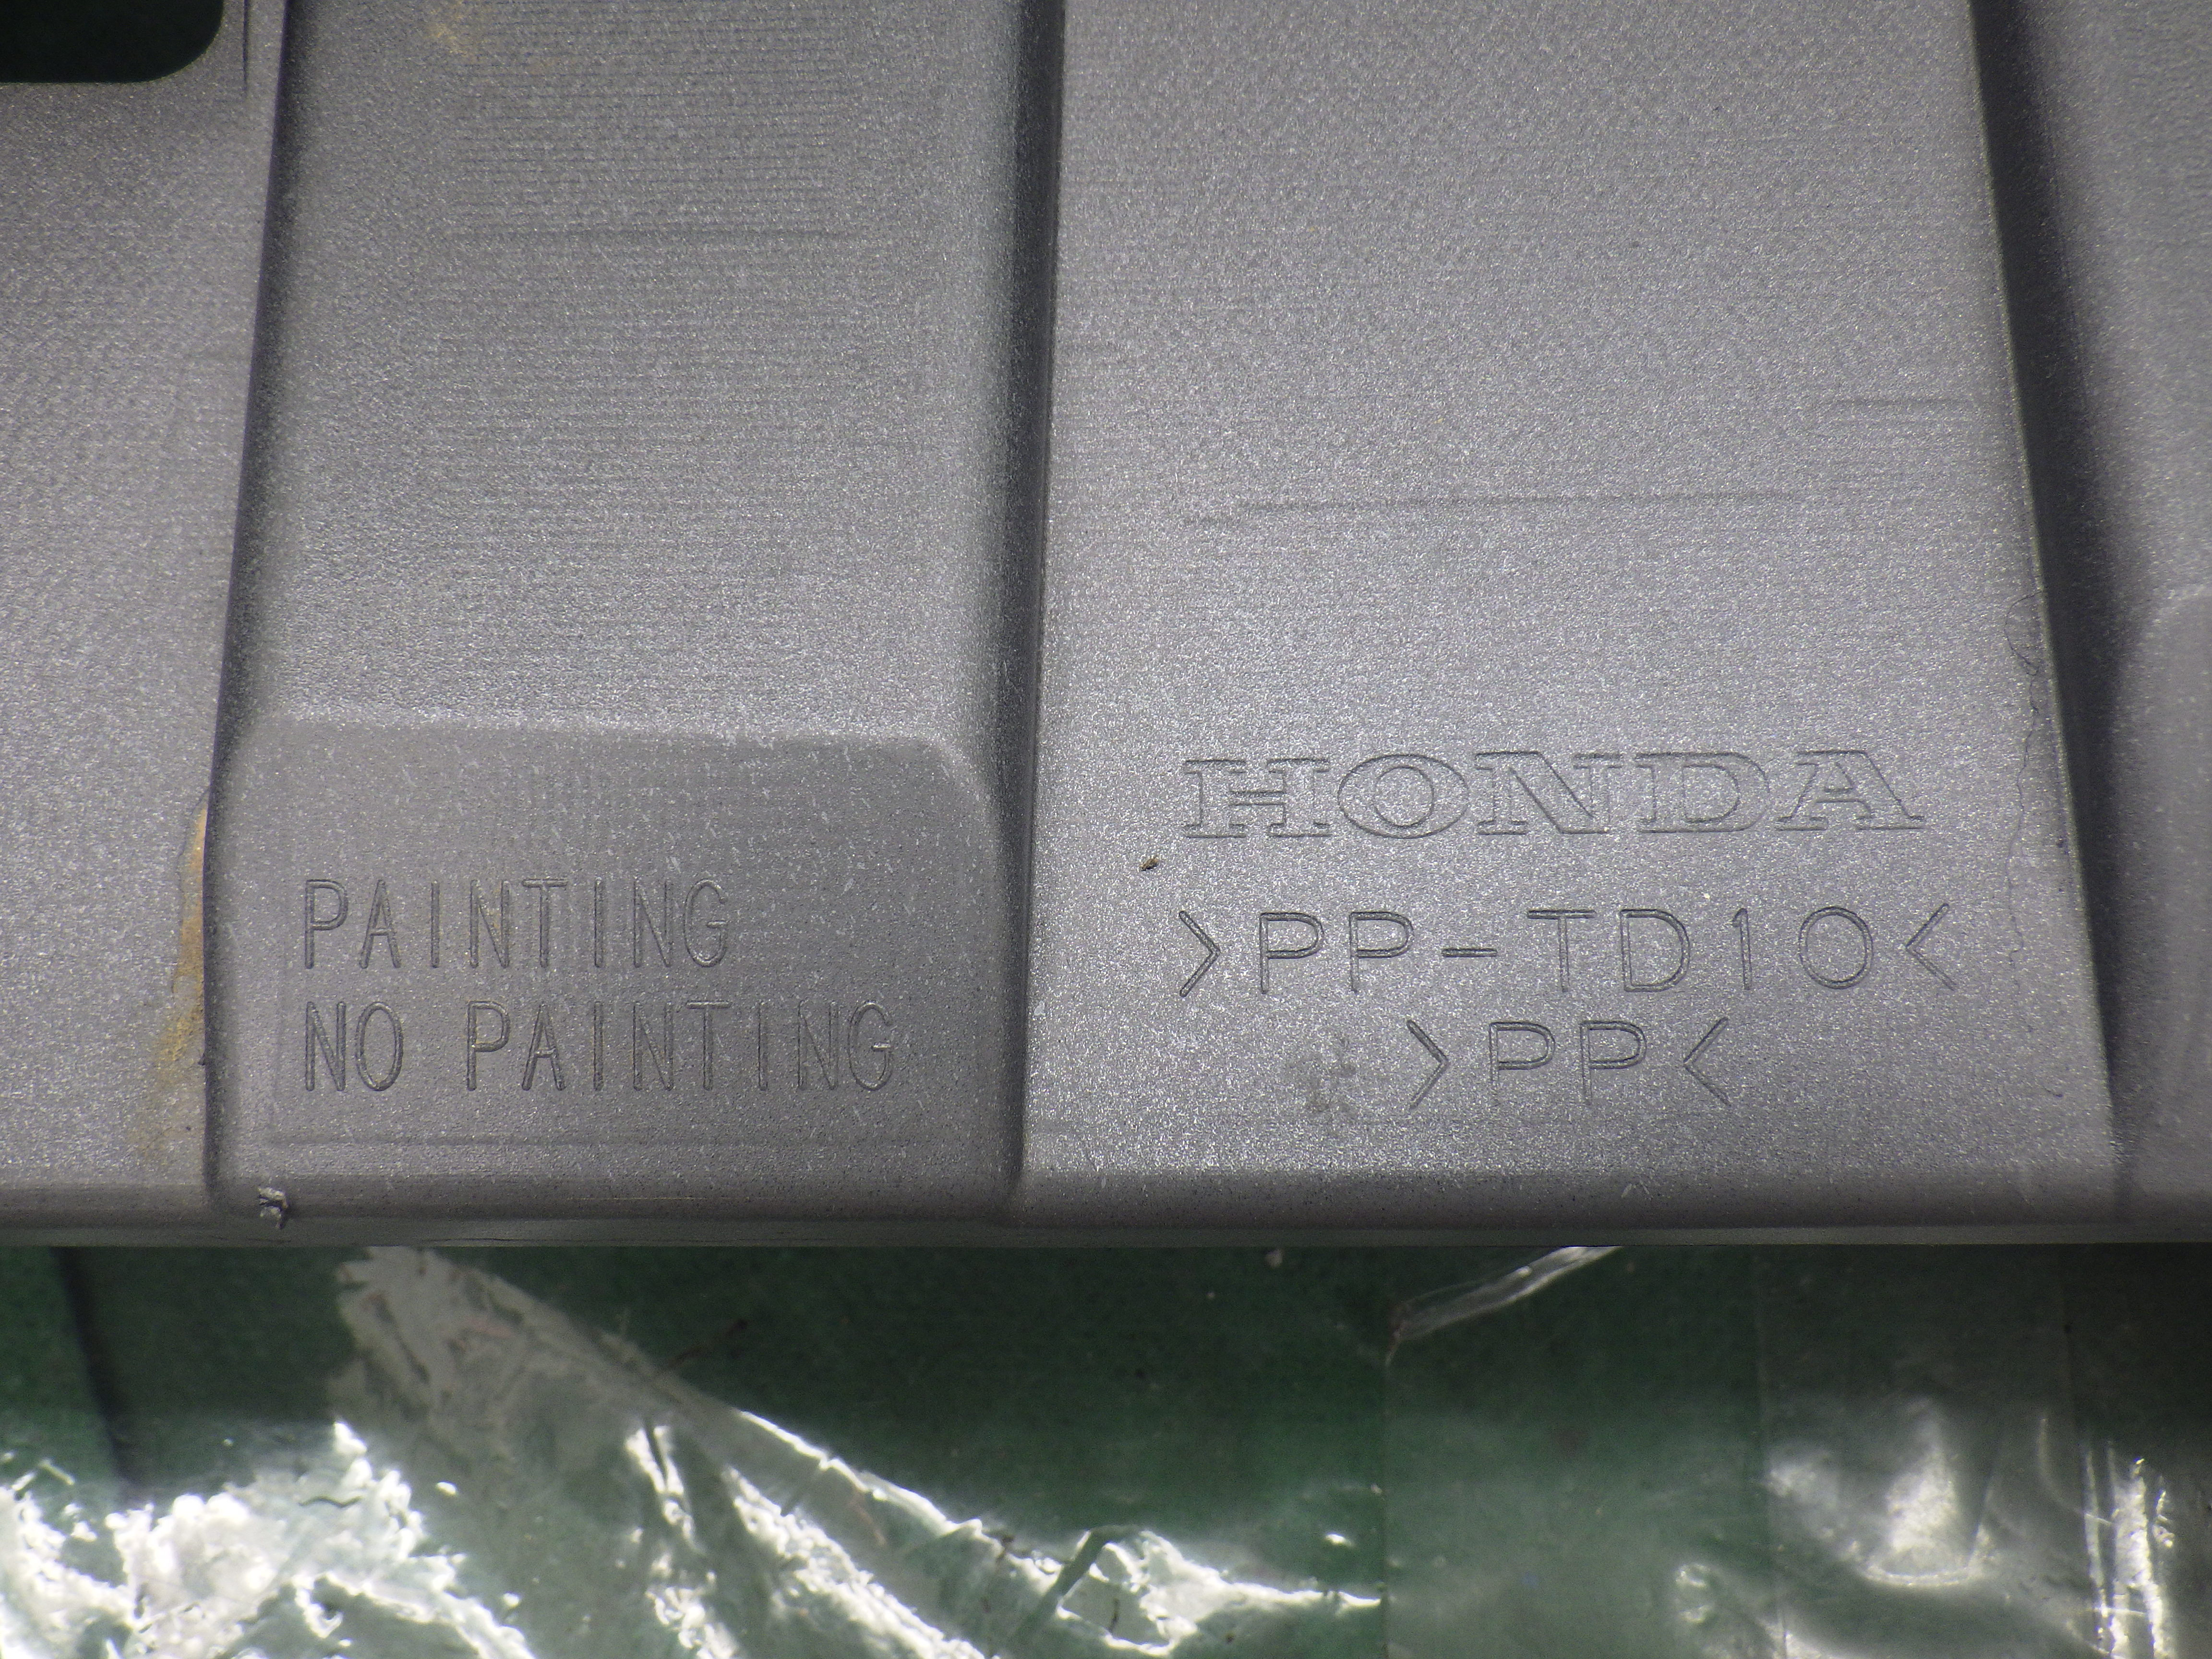 PAINTING
NO PAINTING
HONDA
>PP-TD10<
>PP<